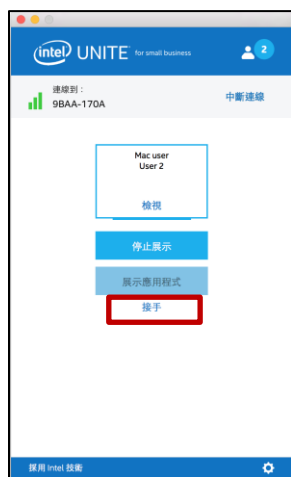 intel UNITE™ for small business
2
連線到：
9BAA-170A
中斷連線
Mac user
User 2
檢視
停止展示
展示應用程式
接手
採用 Intel 技術